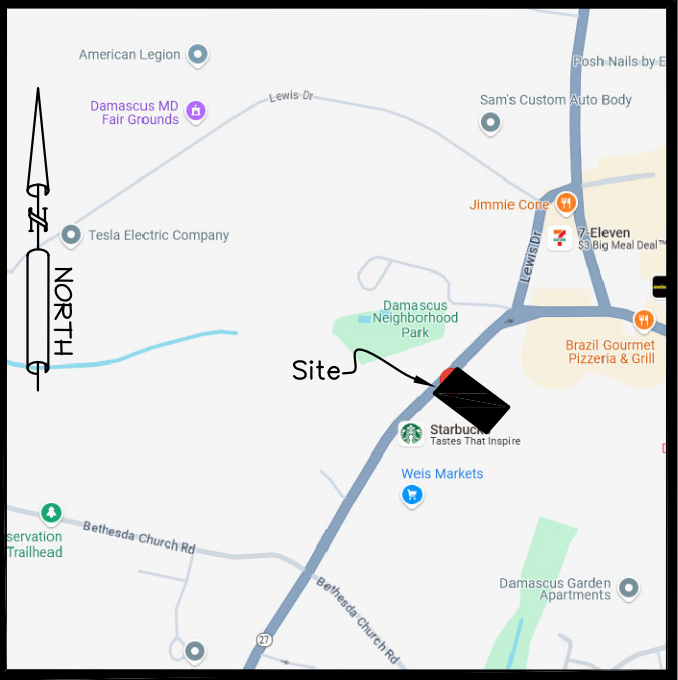 American Legion
Posh Nails by E
Sam's Custom Auto Body
Damascus MD
Fair Grounds
Lewis Dr
Jimmie Cone
Tesla Electric Company
7-Eleven
$3 Big Meal Deal™
ELEVEN
Lewis Dr
N
NORTH
Damascus
Neighborhood
Park
Brazil Gourmet
Pizzeria & Grill
Site
Starbuck
Tastes That Inspire
Weis Markets
servation
Trailhead
Bethesda Church Rd
Bethesda Church Rd
Damascus Garden
Apartments
27